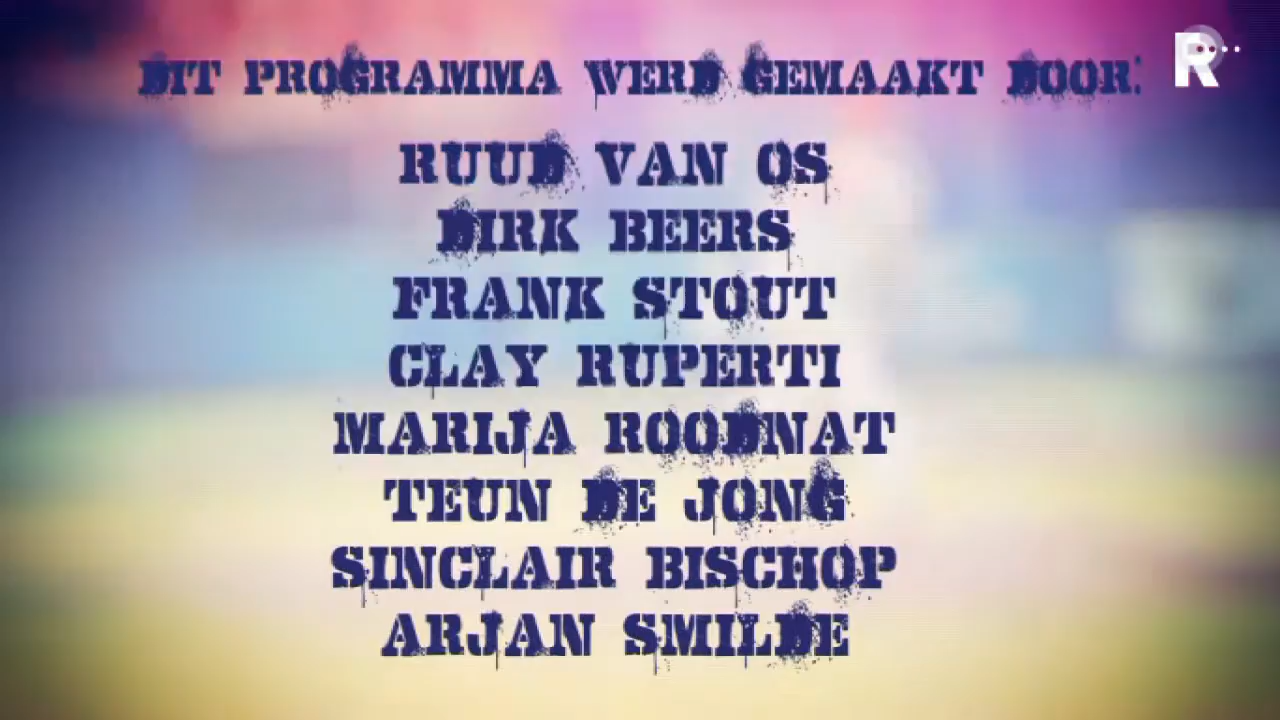 DIT PROGRAMMA WERD GEMAAKT DOOR:
R
RUUD VAN OS
DIRK BEERS
FRANK STOUT
CLAY RUPERTI
MARIJA ROODNAT
TEUN DE JONG
SINCLAIR BISCHOP
ARJAN SMILDE